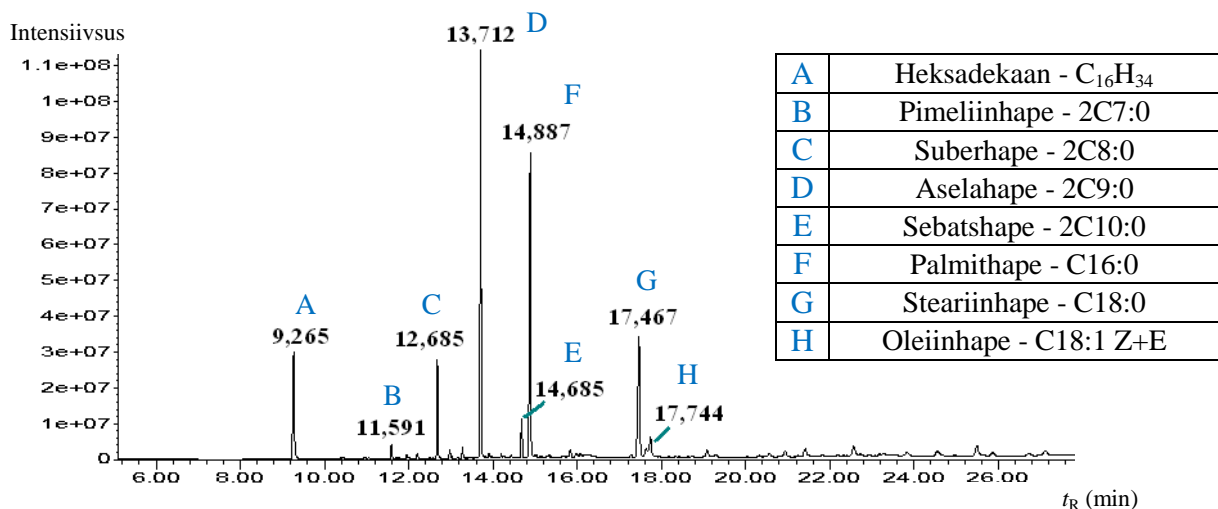 Intensiivsus
1.1e+08
1e+08
9e+07
8e+07
7e+07
6e+07
5e+07
4e+07
3e+07
2e+07
1e+07
0
6.00 8.00 10.00 12.00 14.00 16.00 18.00 20.00 22.00 24.00 26.00
t_R (min)
A
9,265
B
11,591
C
12,685
13,712 D
F
14,887
E
14,685
G
17,467
H
17,744
A Heksadekaan - C₁₆H₃₄
B Pimeliinhape - 2C7:0
C Suberhape - 2C8:0
D Aselahape - 2C9:0
E Sebatshape - 2C10:0
F Palmithape - C16:0
G Steariinhape - C18:0
H Oleiinhape - C18:1 Z+E